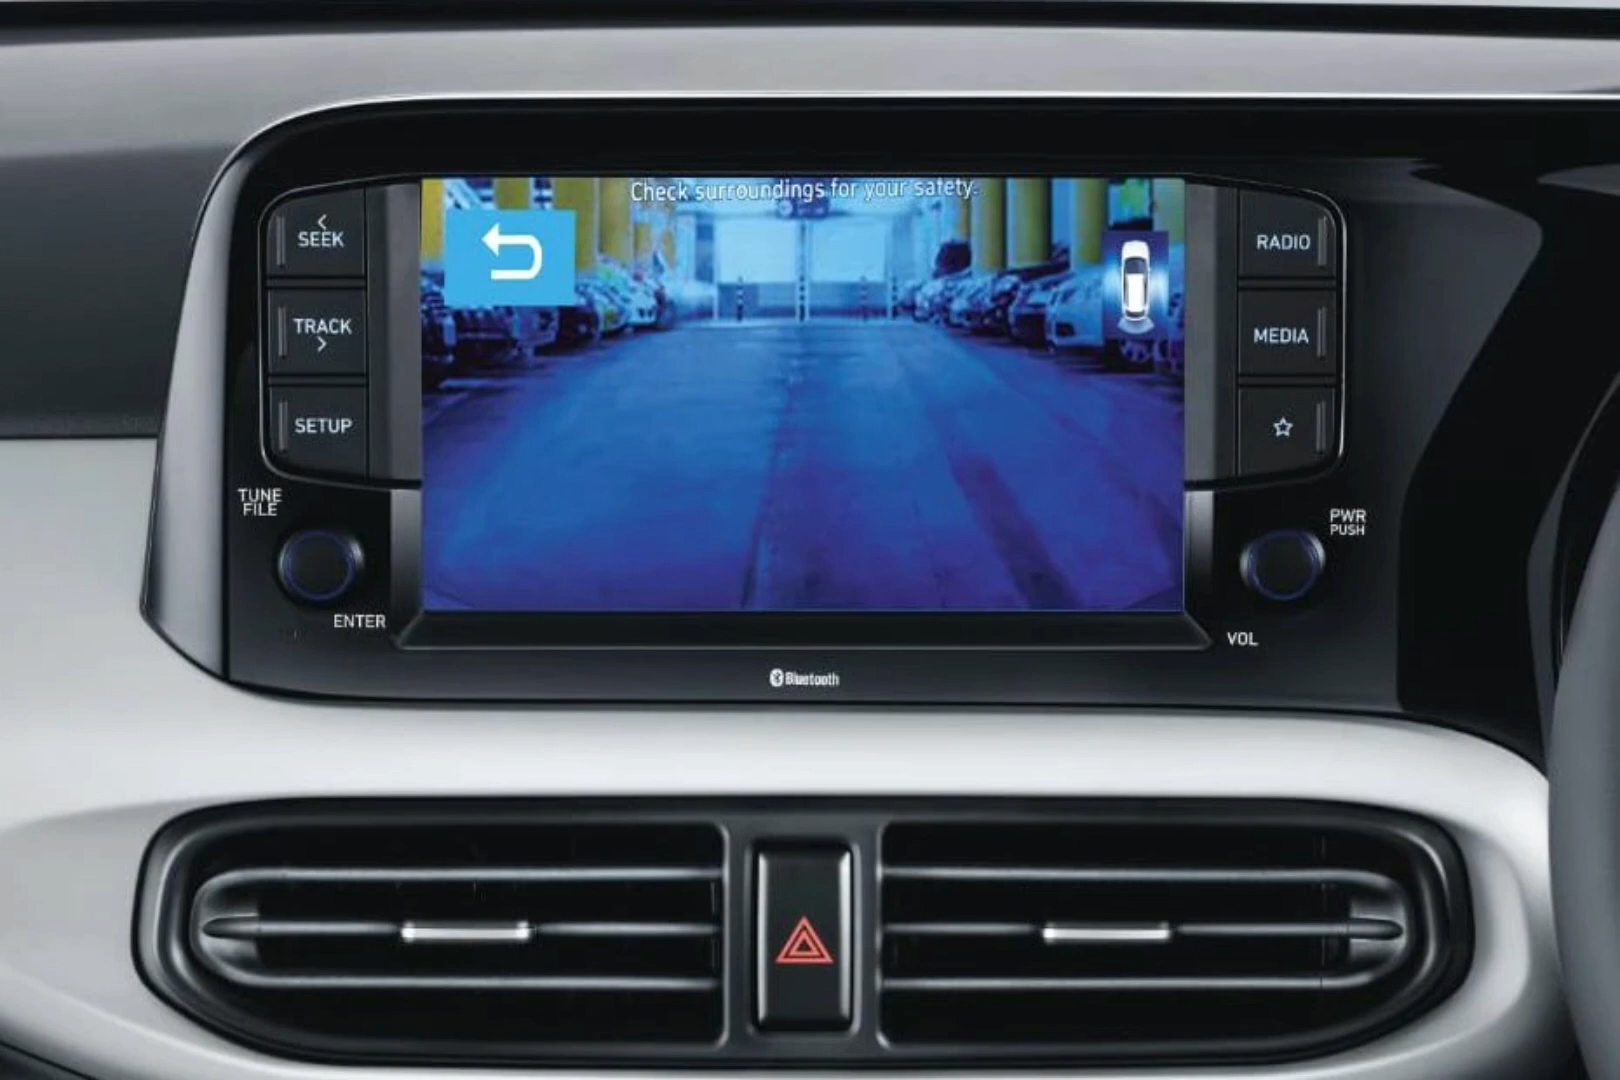 Check surroundings for your safety.
<
SEEK
TRACK
>
SETUP
TUNE
FILE
ENTER
RADIO
MEDIA
PWR
PUSH
VOL
Bluetooth